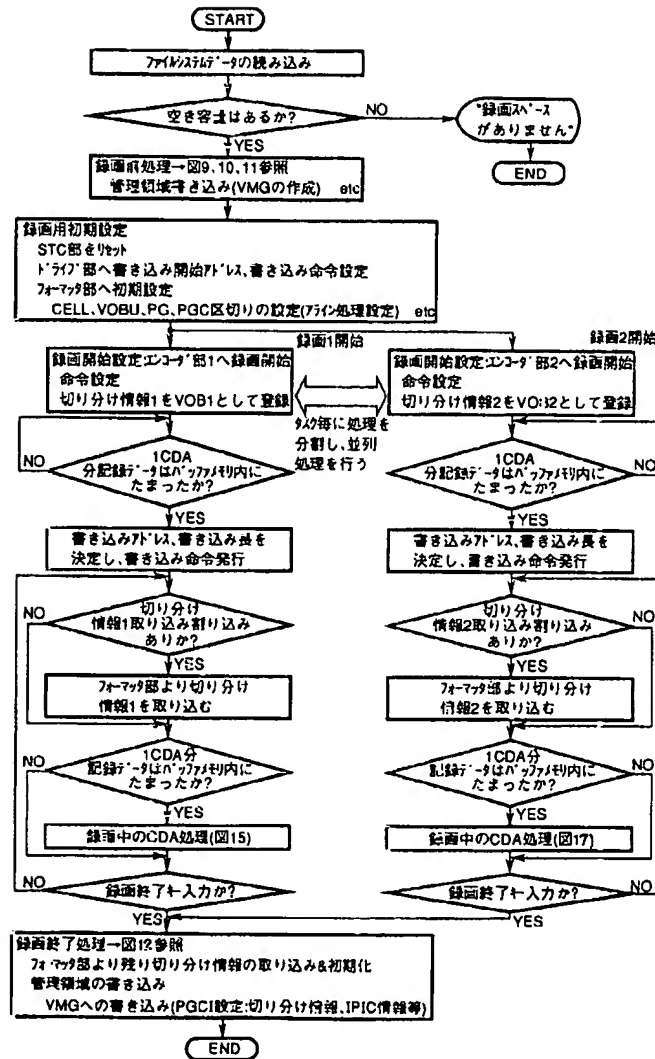 START
ファイルシステムデータの読み込み
空き容量はあるか?
NO
"録画スペース
がありません"
END
YES
録画前処理→図9、10、11参照
管理領域書き込み(VMGの作成) etc
録画用初期設定
STC部をリセット
ドライブ部へ書き込み開始アドレス、書き込み命令設定
フォーマッタ部へ初期設定
CELL、VOBU、PG、PGC区切りの設定(アライン処理設定) etc
録画1開始
録画2開始
録画開始設定:エンコーダ部1へ録画開始
命令設定
切り分け情報1をVOB1として登録
タスク毎に処理を
分割し、並列
処理を行う
録画開始設定:エンコーダ部2へ録画開始
命令設定
切り分け情報2をVOB2として登録
1CDA
分記録データはバッファメモリ内に
たまったか?
NO
YES
書き込みアドレス、書き込み長を
決定し、書き込み命令発行
NO
切り分け
情報1取り込み割り込み
ありか?
YES
フォーマッタ部より切り分け
情報1を取り込む
NO
1CDA分
記録データはバッファメモリ内に
たまったか?
YES
録画中のCDA処理(図15)
NO
録画終了キー入力か?
YES
1CDA
分記録データはバッファメモリ内に
たまったか?
NO
YES
書き込みアドレス、書き込み長を
決定し、書き込み命令発行
切り分け
情報2取り込み割り込み
ありか?
NO
YES
フォーマッタ部より切り分け
情報2を取り込む
1CDA分
記録データはバッファメモリ内に
たまったか?
NO
YES
録画中のCDA処理(図17)
録画終了キー入力か?
NO
YES
録画終了処理→図12参照
フォーマッタ部より残り切り分け情報の取り込み&初期化
管理領域の書き込み
VMGへの書き込み(PGCI設定:切り分け情報、IPIC情報等)
END